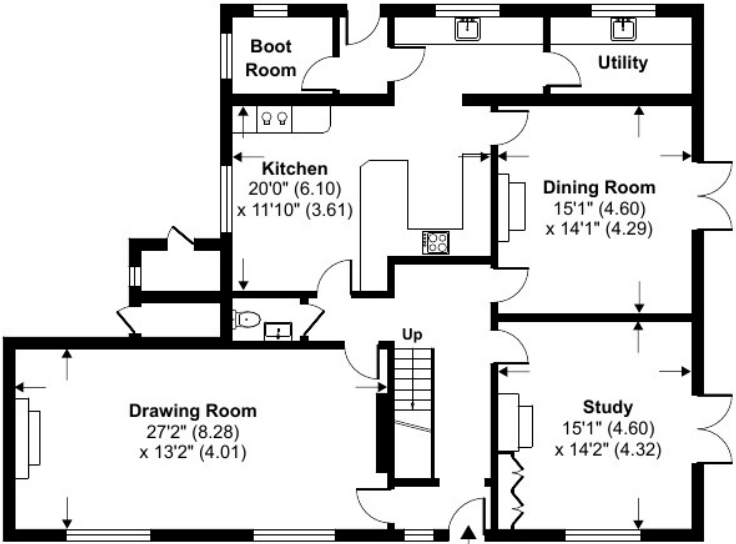 Boot
Room
Utility
Kitchen
20'0" (6.10)
x 11'10" (3.61)
Dining Room
15'1" (4.60)
x 14'1" (4.29)
Up
Drawing Room
27'2" (8.28)
x 13'2" (4.01)
Study
15'1" (4.60)
x 14'2" (4.32)